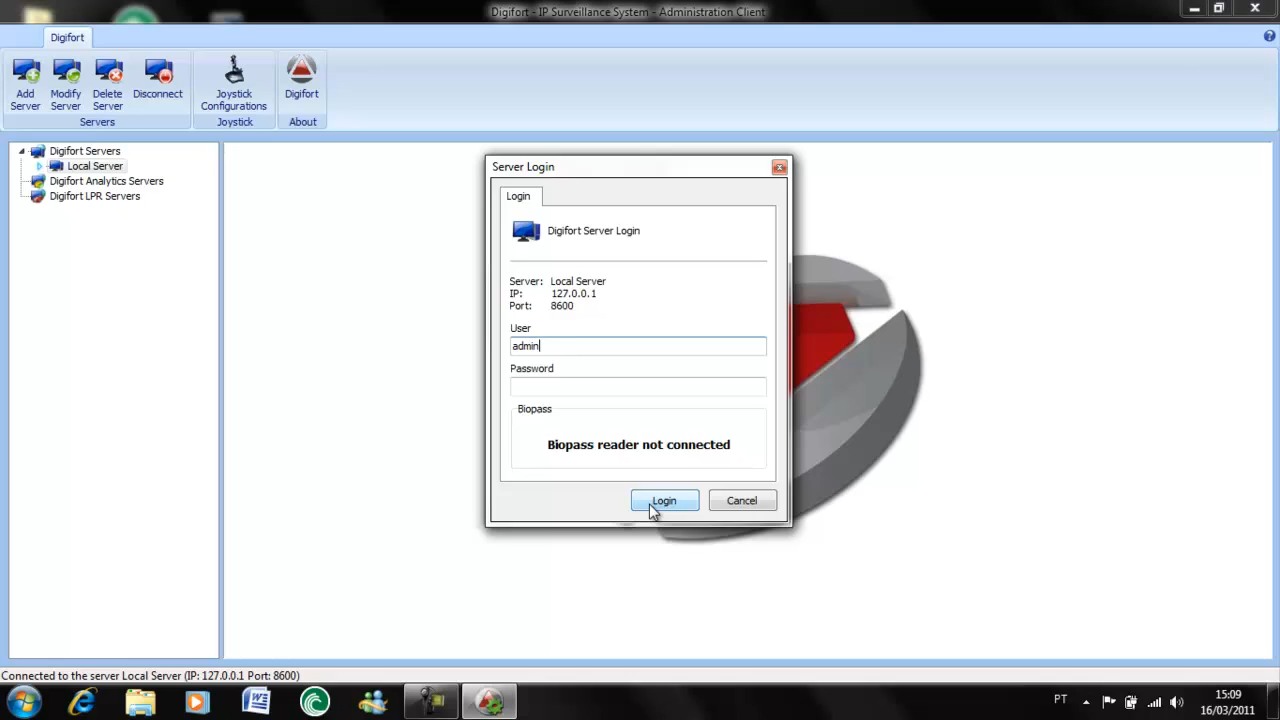 Digifort - IP Surveillance System - Administration Client
Digifort
Add Server
Modify Server
Delete Server
Disconnect
Joystick Configurations
Digifort
Servers
Joystick
About
Digifort Servers
Local Server
Digifort Analytics Servers
Digifort LPR Servers
Server Login
Login
Digifort Server Login
Server: Local Server
IP: 127.0.0.1
Port: 8600
User
admin
Password
Biopass
Biopass reader not connected
Login
Cancel
Connected to the server Local Server (IP: 127.0.0.1 Port: 8600)
PT
15:09
16/03/2011